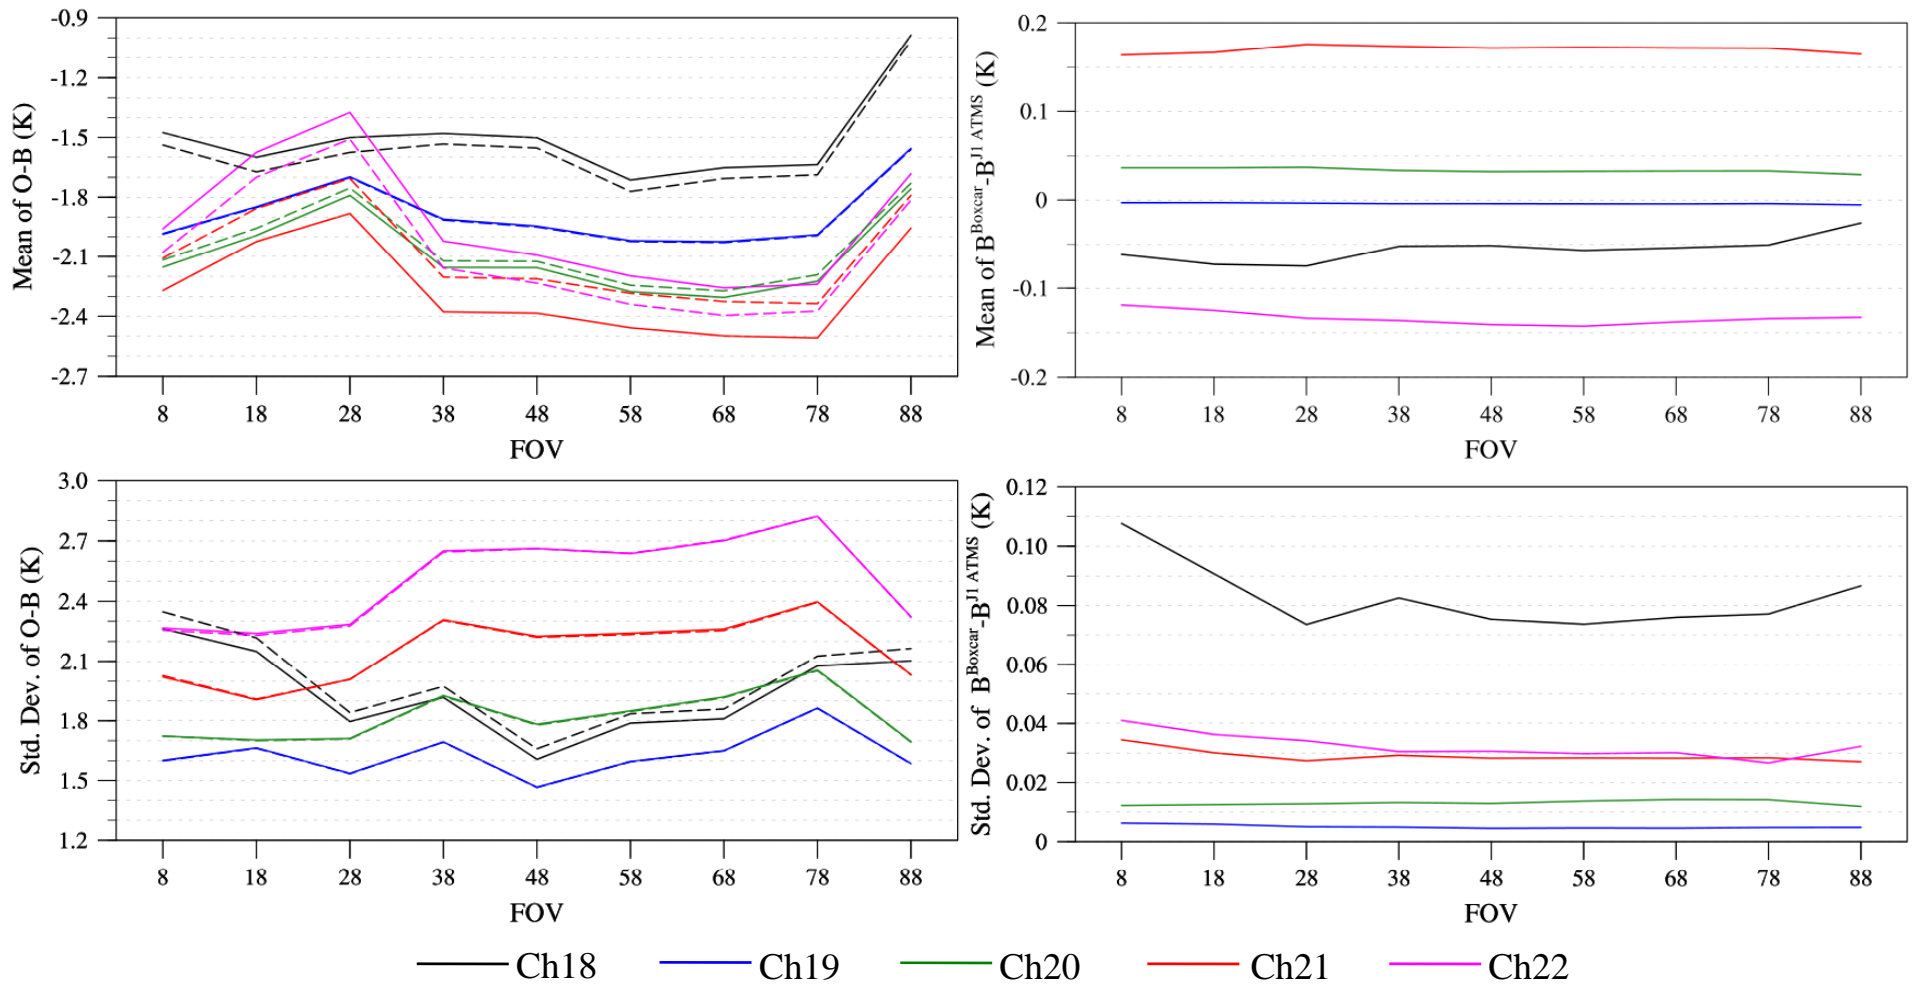 -0.9
-1.2
-1.5
-1.8
-2.1
-2.4
-2.7
Mean of O-B (K)
8 18 28 38 48 58 68 78 88
FOV
0.2
0.1
0
-0.1
-0.2
Mean of B^Boxcar-B^J1 ATMS (K)
8 18 28 38 48 58 68 78 88
FOV
3.0
2.7
2.4
2.1
1.8
1.5
1.2
Std. Dev. of O-B (K)
8 18 28 38 48 58 68 78 88
FOV
0.12
0.10
0.08
0.06
0.04
0.02
0
Std. Dev. of B^Boxcar-B^J1 ATMS (K)
8 18 28 38 48 58 68 78 88
FOV
Ch18 Ch19 Ch20 Ch21 Ch22